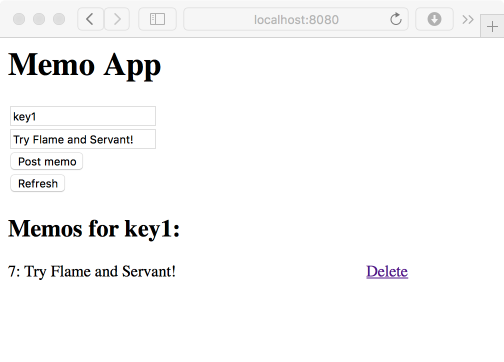 localhost:8080
Memo App
key1
Try Flame and Servant!
Post memo
Refresh
Memos for key1:
7: Try Flame and Servant! Delete